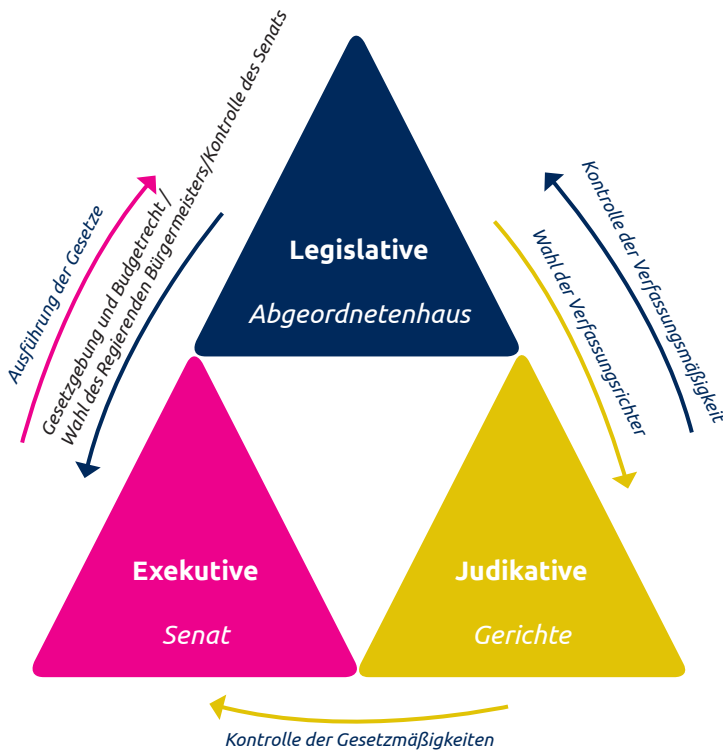 Ausführung der Gesetze
Gesetzgebung und Budgetrecht /
Wahl des Regierenden Bürgermeisters/Kontrolle des Senats
Legislative
Abgeordnetenhaus
Wahl der Verfassungsrichter
Kontrolle der Verfassungsmäßigkeit
Exekutive
Senat
Judikative
Gerichte
Kontrolle der Gesetzmäßigkeiten